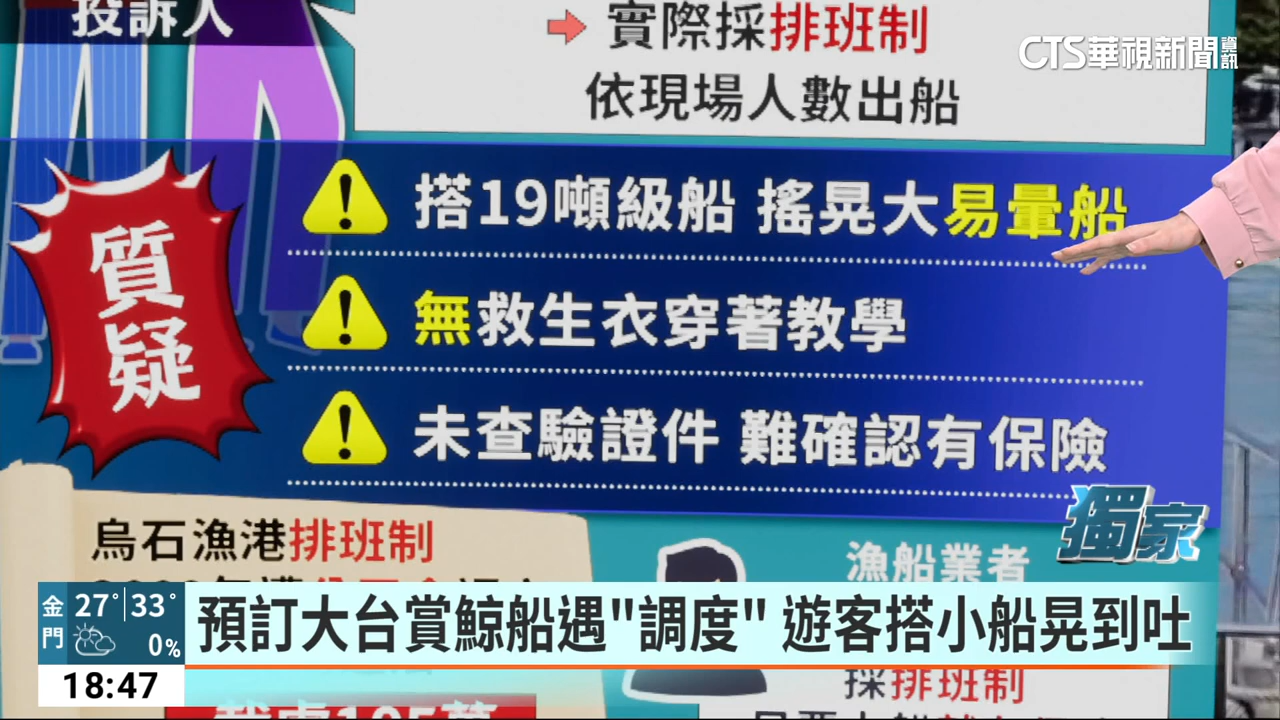 投訴人
實際採排班制
依現場人數出船
CTS華視新聞資訊
質疑
搭19噸級船 搖晃大易暈船
無救生衣穿著教學
未查驗證件 難確認有保險
獨家
烏石漁港排班制
漁船業者
金門 27° 33° 0%
預訂大台賞鯨船遇"調度" 遊客搭小船晃到吐
18:47
採排班制